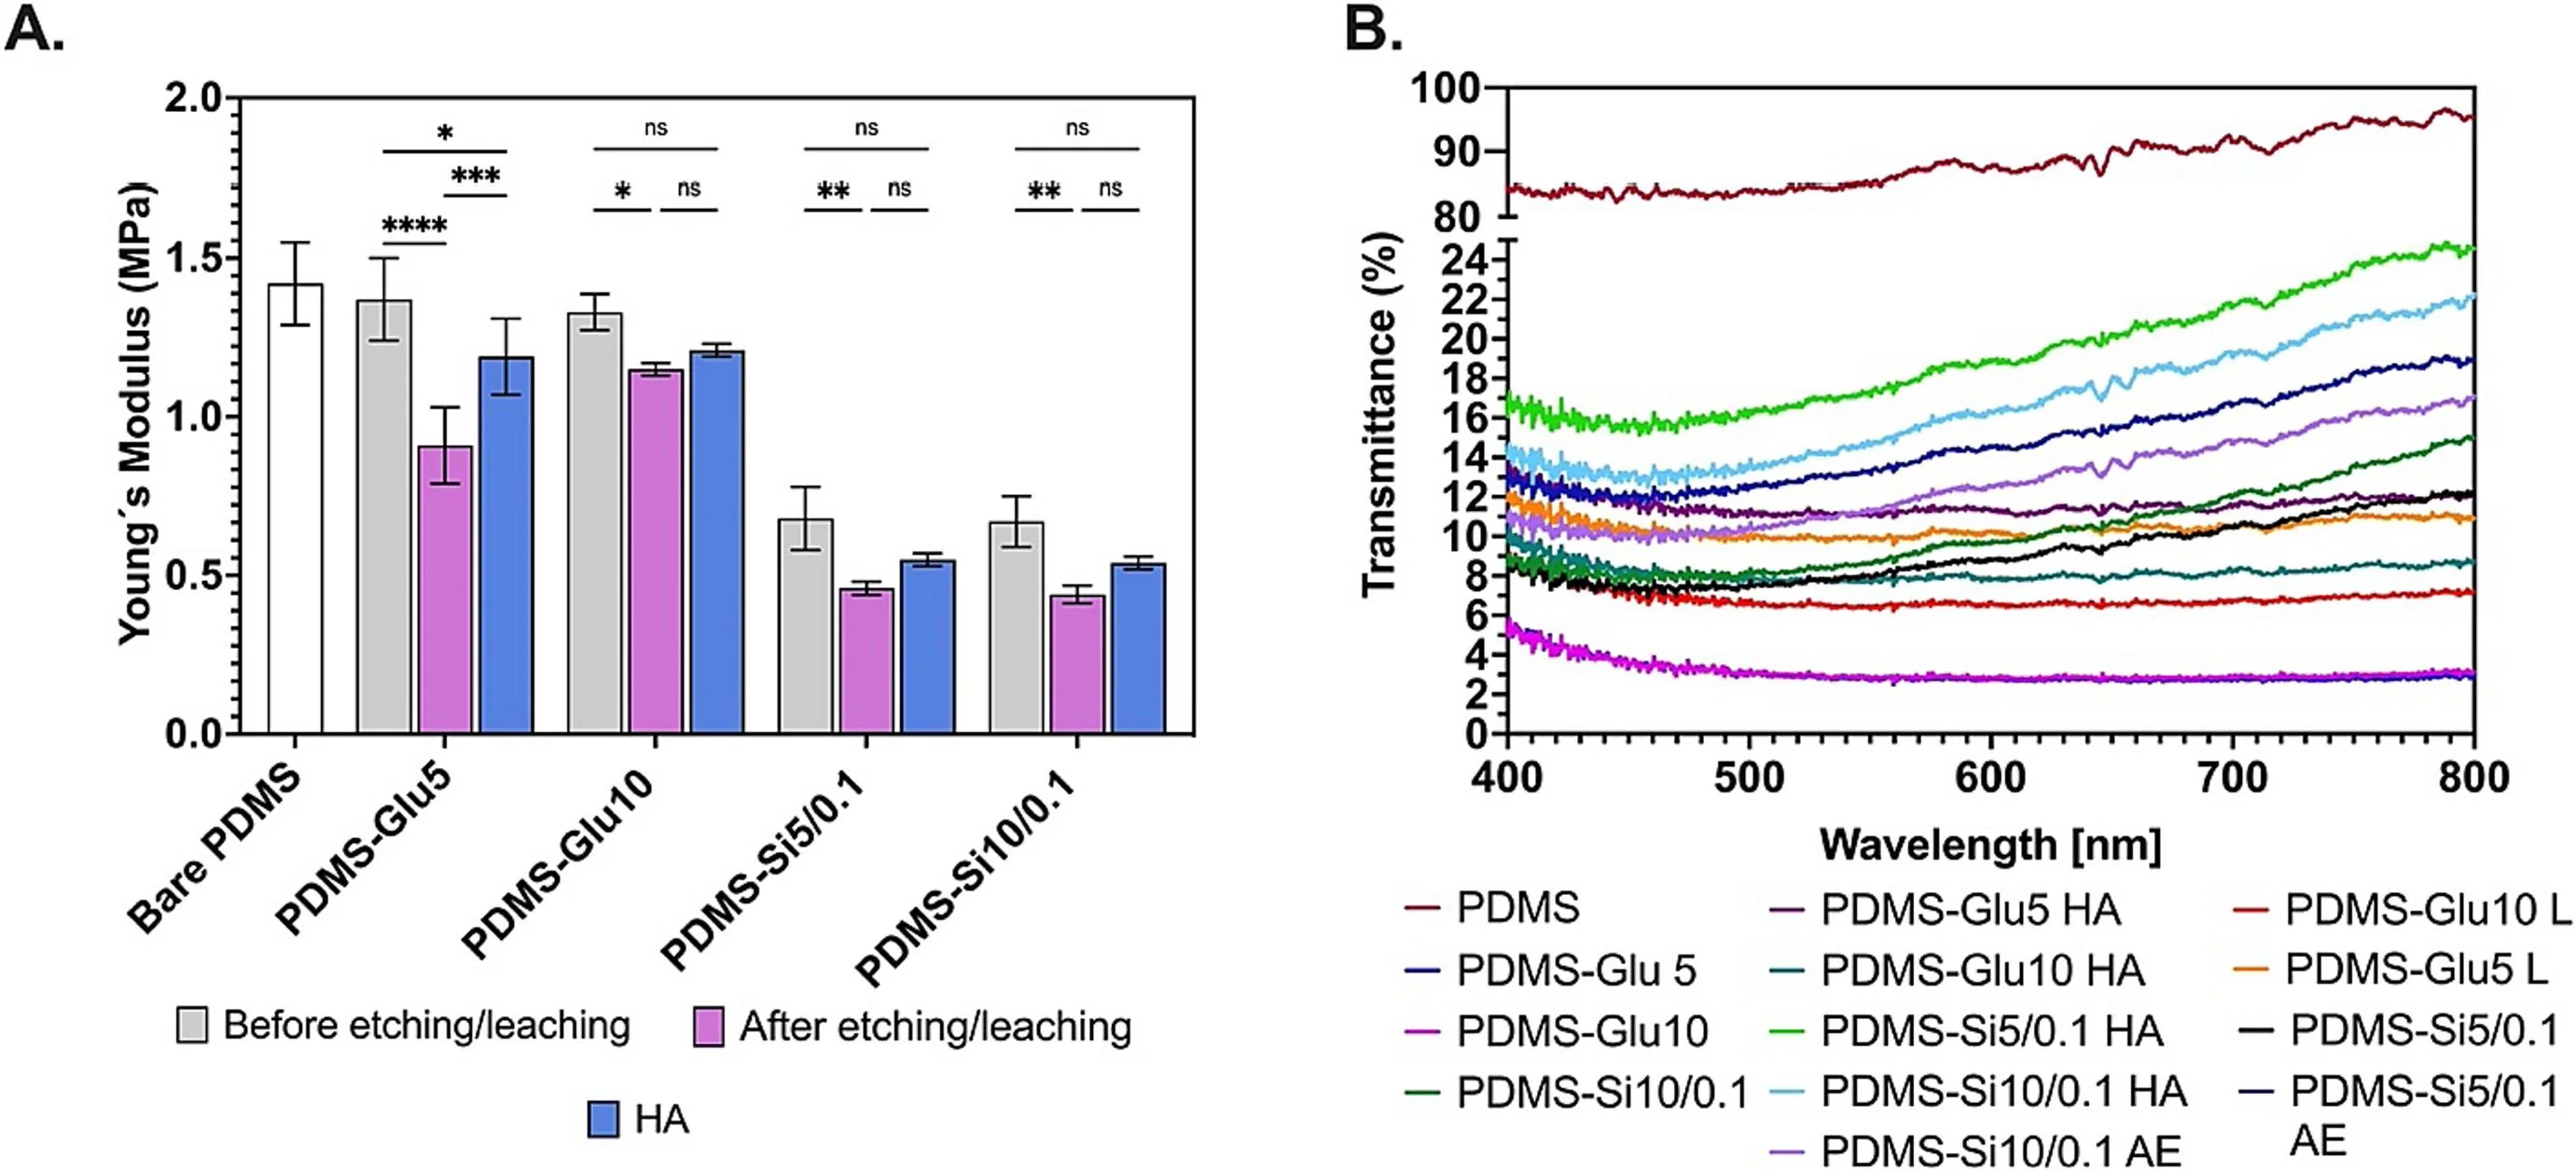 A.
2.0
1.5
1.0
0.5
0.0
Young´s Modulus (MPa)
* ns ns ns
*** * ns ** ns ** ns
****
Bare PDMS
PDMS-Glu5
PDMS-Glu10
PDMS-Si5/0.1
PDMS-Si10/0.1
Before etching/leaching
After etching/leaching
HA
B.
100
90
80
24
22
20
18
16
14
12
10
8
6
4
2
0
Transmittance (%)
400 500 600 700 800
Wavelength [nm]
PDMS
PDMS-Glu 5
PDMS-Glu10
PDMS-Si10/0.1
PDMS-Glu5 HA
PDMS-Glu10 HA
PDMS-Si5/0.1 HA
PDMS-Si10/0.1 HA
PDMS-Si10/0.1 AE
PDMS-Glu10 L
PDMS-Glu5 L
PDMS-Si5/0.1
PDMS-Si5/0.1
AE